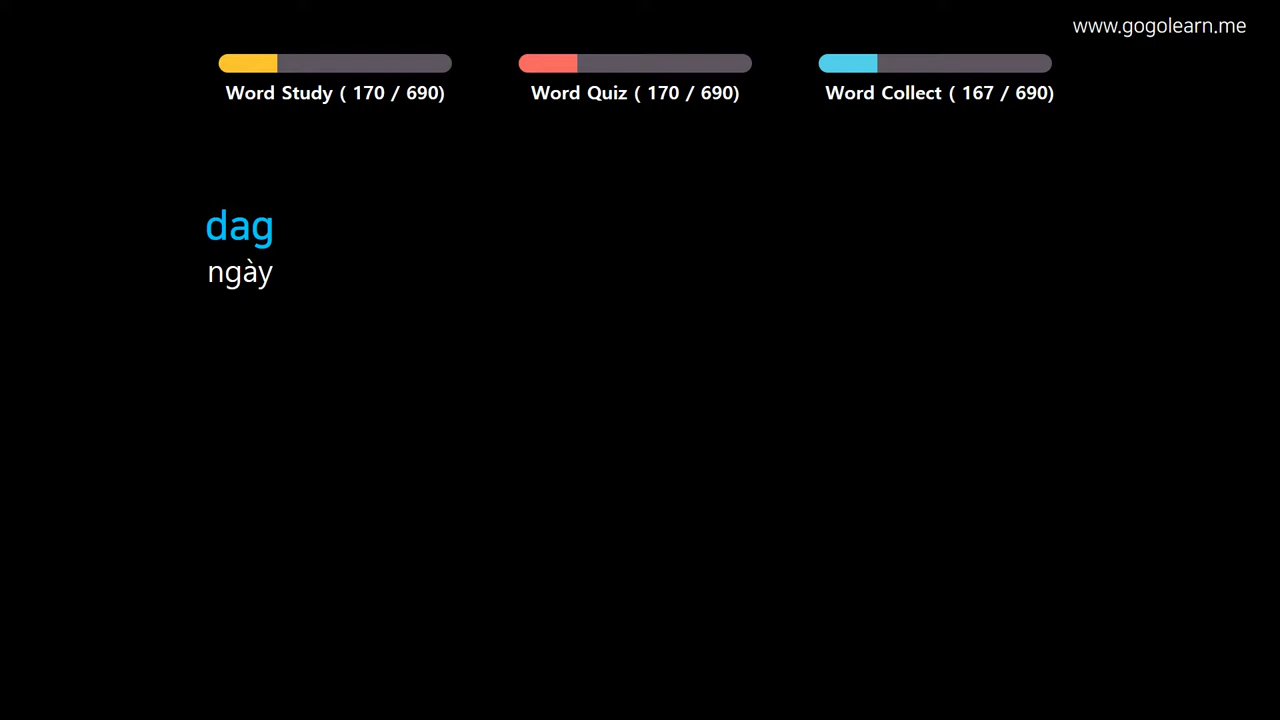 www.gogolearn.me
Word Study ( 170 / 690)
Word Quiz ( 170 / 690)
Word Collect ( 167 / 690)
dag
ngày